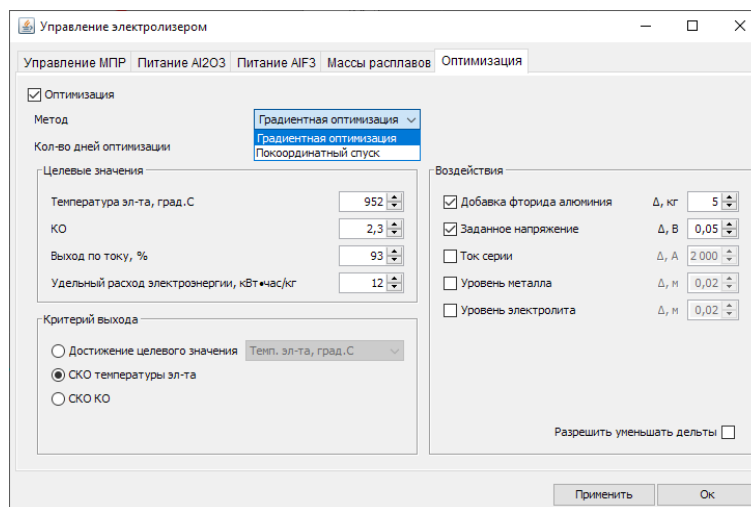 Управление электролизером
Управление МПР Питание Al2O3 Питание AlF3 Массы расплавов Оптимизация
Оптимизация
Метод Градиентная оптимизация
Градиентная оптимизация
Покоординатный спуск
Кол-во дней оптимизации
Целевые значения
Температура эл-та, град.С 952
КО 2,3
Выход по току, % 93
Удельный расход электроэнергии, кВт•час/кг 12
Критерий выхода
Достижение целевого значения Темп. эл-та, град.С
СКО температуры эл-та
СКО КО
Воздействия
Добавка фторида алюминия Δ, кг 5
Заданное напряжение Δ, В 0,05
Ток серии Δ, А 2 000
Уровень металла Δ, м 0,02
Уровень электролита Δ, м 0,02
Разрешить уменьшать дельты
Применить Ок